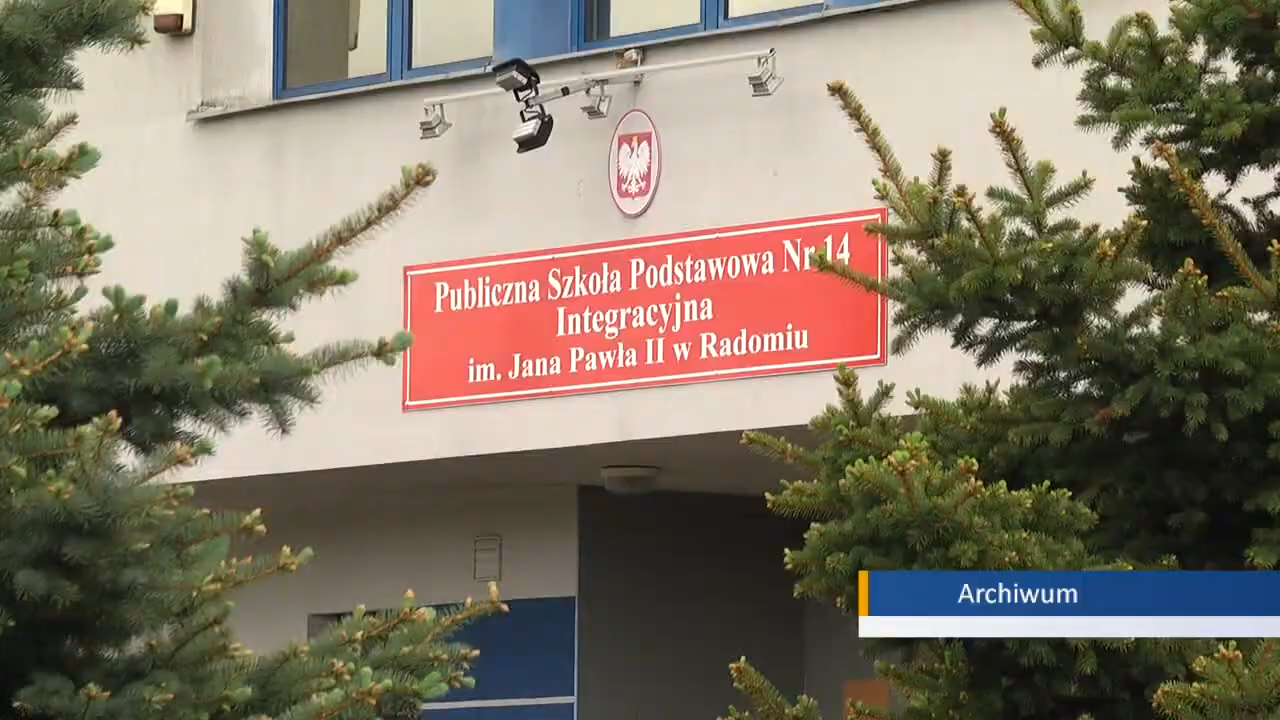 Publiczna Szkoła Podstawowa Nr 14
Integracyjna
im. Jana Pawła II w Radomiu
Archiwum